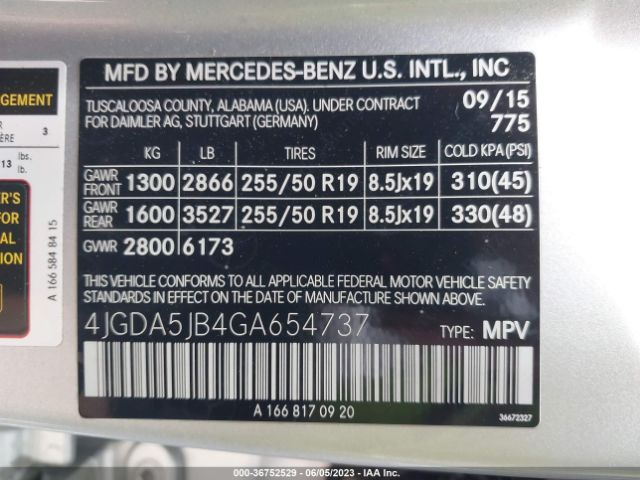 GEMENT
3
ÈRE
13 lbs.
lb.
R'S
FOR
AL
ION
A 166 584 84 15
MFD BY MERCEDES-BENZ U.S. INTL., INC
TUSCALOOSA COUNTY, ALABAMA (USA). UNDER CONTRACT 09/15
FOR DAIMLER AG, STUTTGART (GERMANY) 775
KG LB TIRES RIM SIZE COLD KPA(PSI)
GAWR FRONT 1300 2866 255/50 R19 8.5Jx19 310(45)
GAWR REAR 1600 3527 255/50 R19 8.5Jx19 330(48)
GVWR 2800 6173
THIS VEHICLE CONFORMS TO ALL APPLICABLE FEDERAL MOTOR VEHICLE SAFETY
STANDARDS IN EFFECT ON THE DATE OF MANUFACTURE SHOWN ABOVE.
4JGDA5JB4GA654737 TYPE: MPV
A 166 817 09 20
36672327
000-36752529 - 06/05/2023 - IAA Inc.